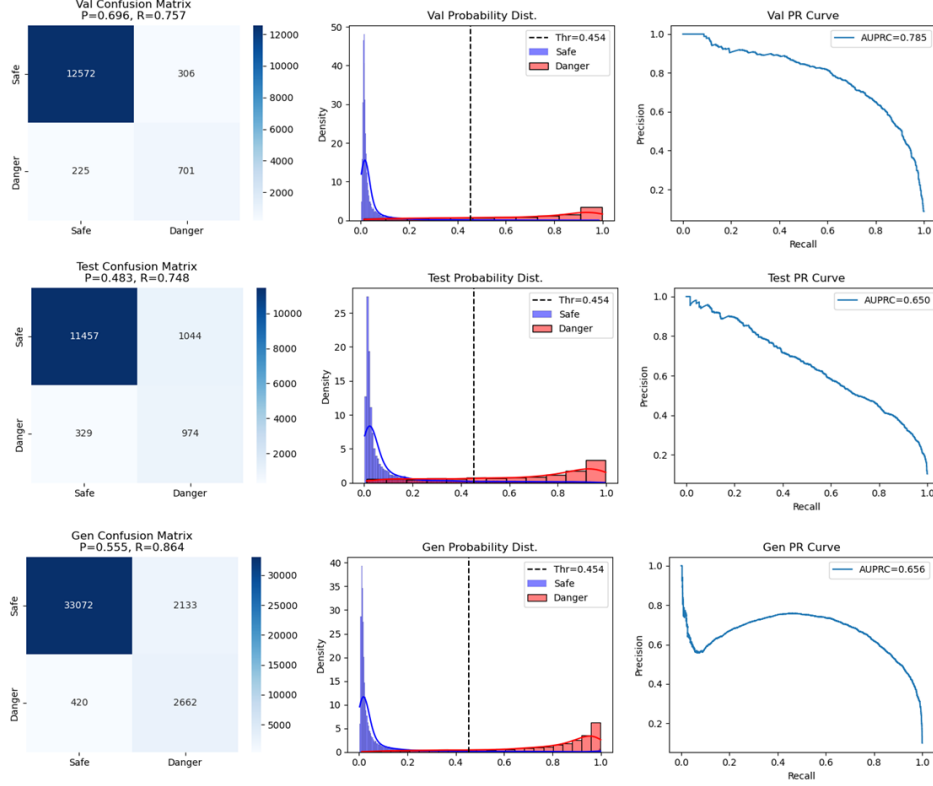 Val Confusion Matrix
P=0.696, R=0.757
Safe
Danger
12572
306
225
701
Safe
Danger
12000
10000
8000
6000
4000
2000
Val Probability Dist.
Density
50
40
30
20
10
0
Thr=0.454
Safe
Danger
0.0
0.2
0.4
0.6
0.8
1.0
Val PR Curve
Precision
1.0
0.8
0.6
0.4
0.2
AUPRC=0.785
0.0
0.2
0.4
0.6
0.8
1.0
Recall
Test Confusion Matrix
P=0.483, R=0.748
Safe
Danger
11457
1044
329
974
Safe
Danger
10000
8000
6000
4000
2000
Test Probability Dist.
Density
25
20
15
10
5
0
Thr=0.454
Safe
Danger
0.0
0.2
0.4
0.6
0.8
1.0
Test PR Curve
Precision
1.0
0.8
0.6
0.4
0.2
AUPRC=0.650
0.0
0.2
0.4
0.6
0.8
1.0
Recall
Gen Confusion Matrix
P=0.555, R=0.864
Safe
Danger
33072
2133
420
2662
Safe
Danger
30000
25000
20000
15000
10000
5000
Gen Probability Dist.
Density
40
35
30
25
20
15
10
5
0
Thr=0.454
Safe
Danger
0.0
0.2
0.4
0.6
0.8
1.0
Gen PR Curve
Precision
1.0
0.8
0.6
0.4
0.2
AUPRC=0.656
0.0
0.2
0.4
0.6
0.8
1.0
Recall